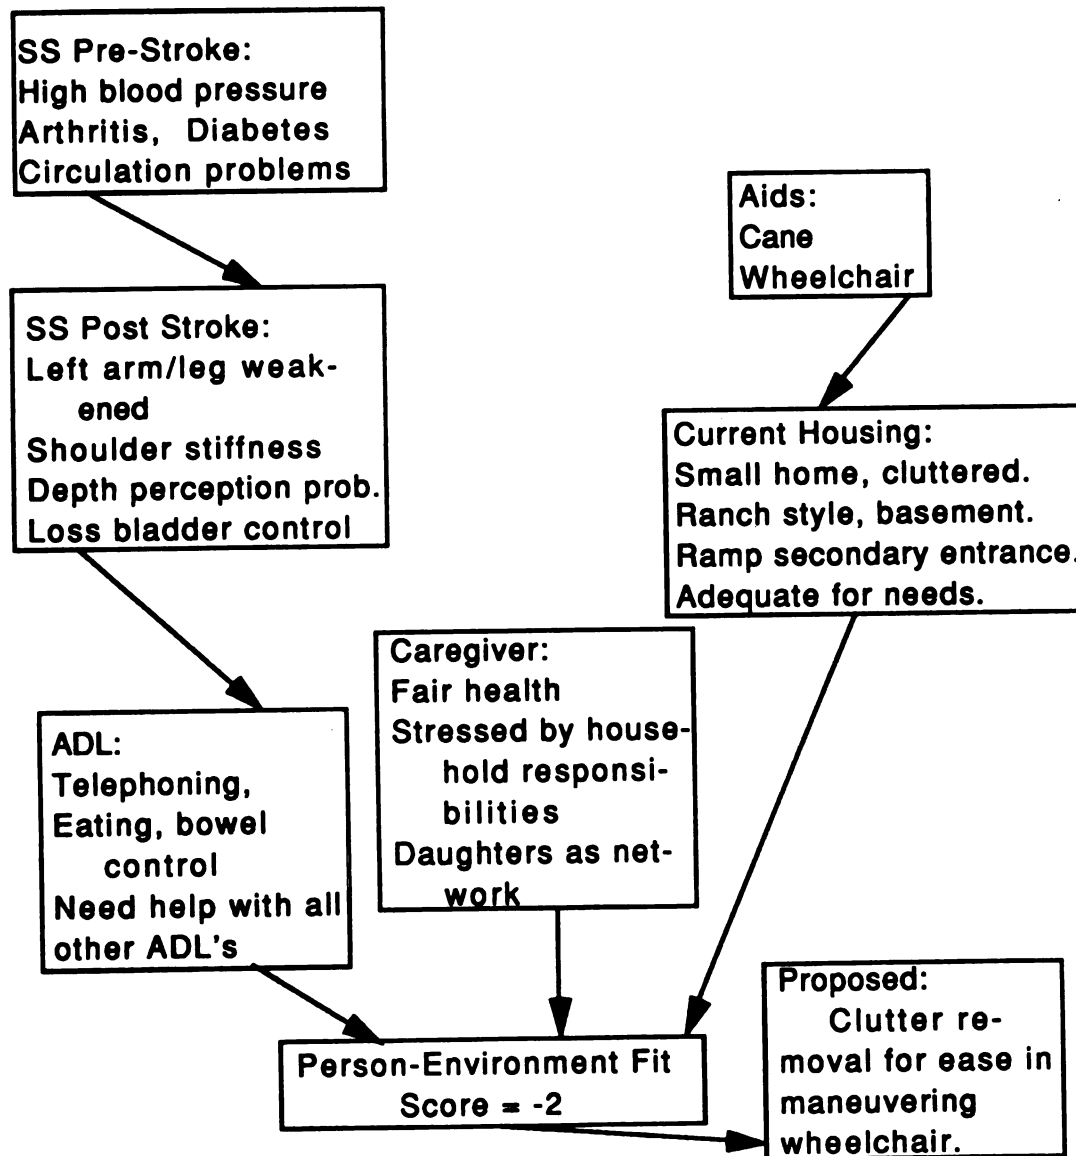 SS Pre-Stroke:
High blood pressure
Arthritis, Diabetes
Circulation problems
Aids:
Cane
Wheelchair
SS Post Stroke:
Left arm/leg weak-
ened
Shoulder stiffness
Depth perception prob.
Loss bladder control
Current Housing:
Small home, cluttered.
Ranch style, basement.
Ramp secondary entrance.
Adequate for needs.
Caregiver:
Fair health
Stressed by house-
hold responsi-
bilities
Daughters as net-
work
ADL:
Telephoning,
Eating, bowel
control
Need help with all
other ADL's
Person-Environment Fit
Score = -2
Proposed:
Clutter re-
moval for ease in
maneuvering
wheelchair.